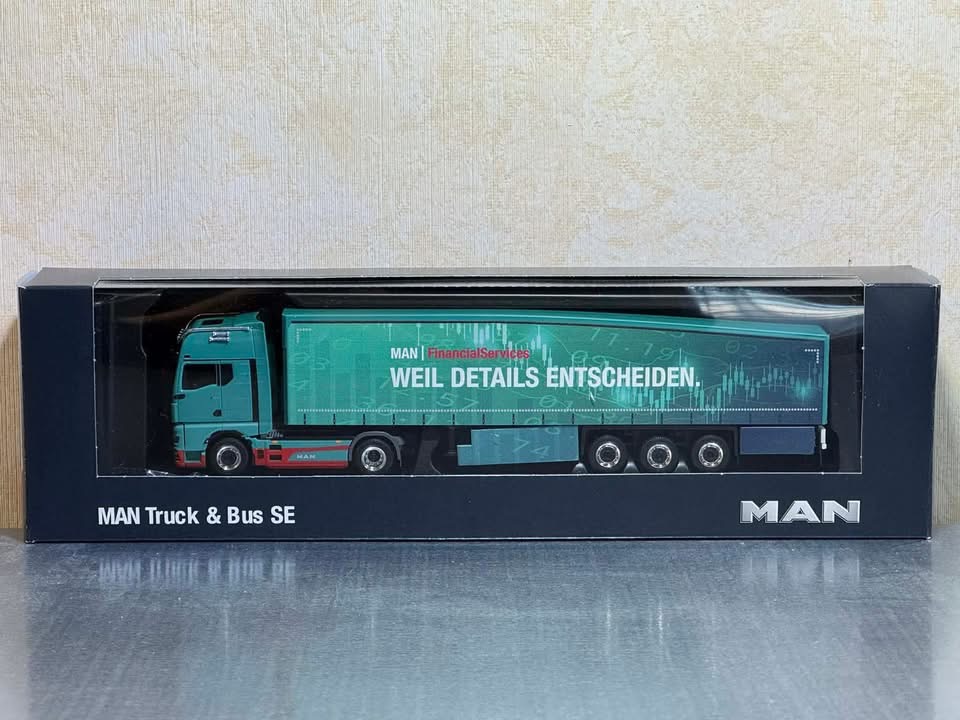 MAN | FinancialServices
WEIL DETAILS ENTSCHEIDEN.
MAN
MAN Truck & Bus SE
MAN